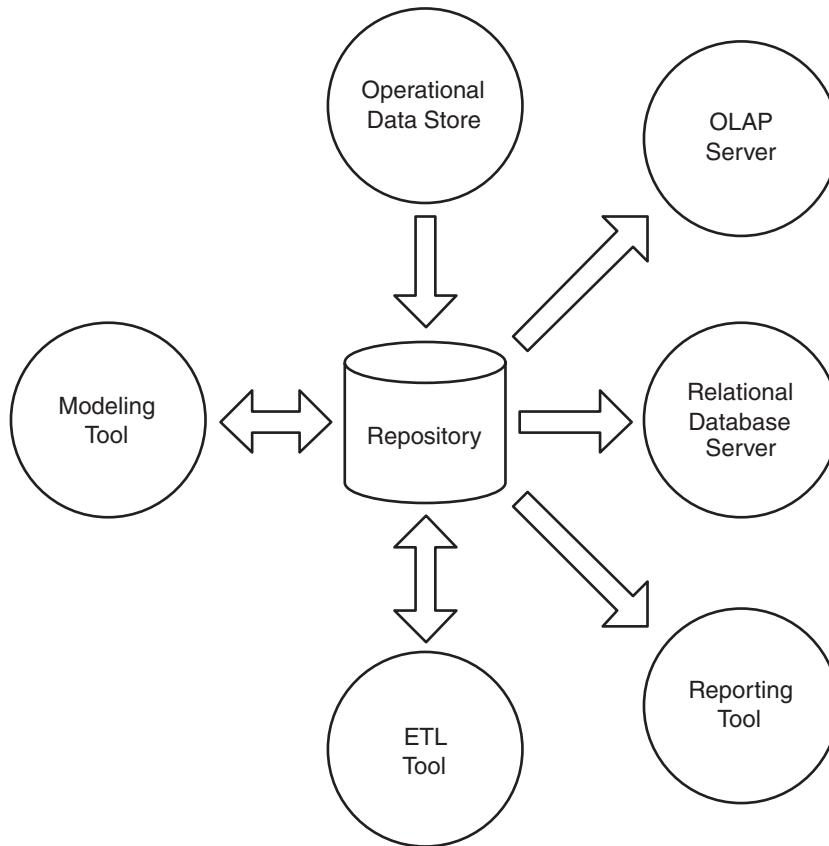 Operational
Data Store
OLAP
Server
Modeling
Tool
Repository
Relational
Database
Server
ETL
Tool
Reporting
Tool